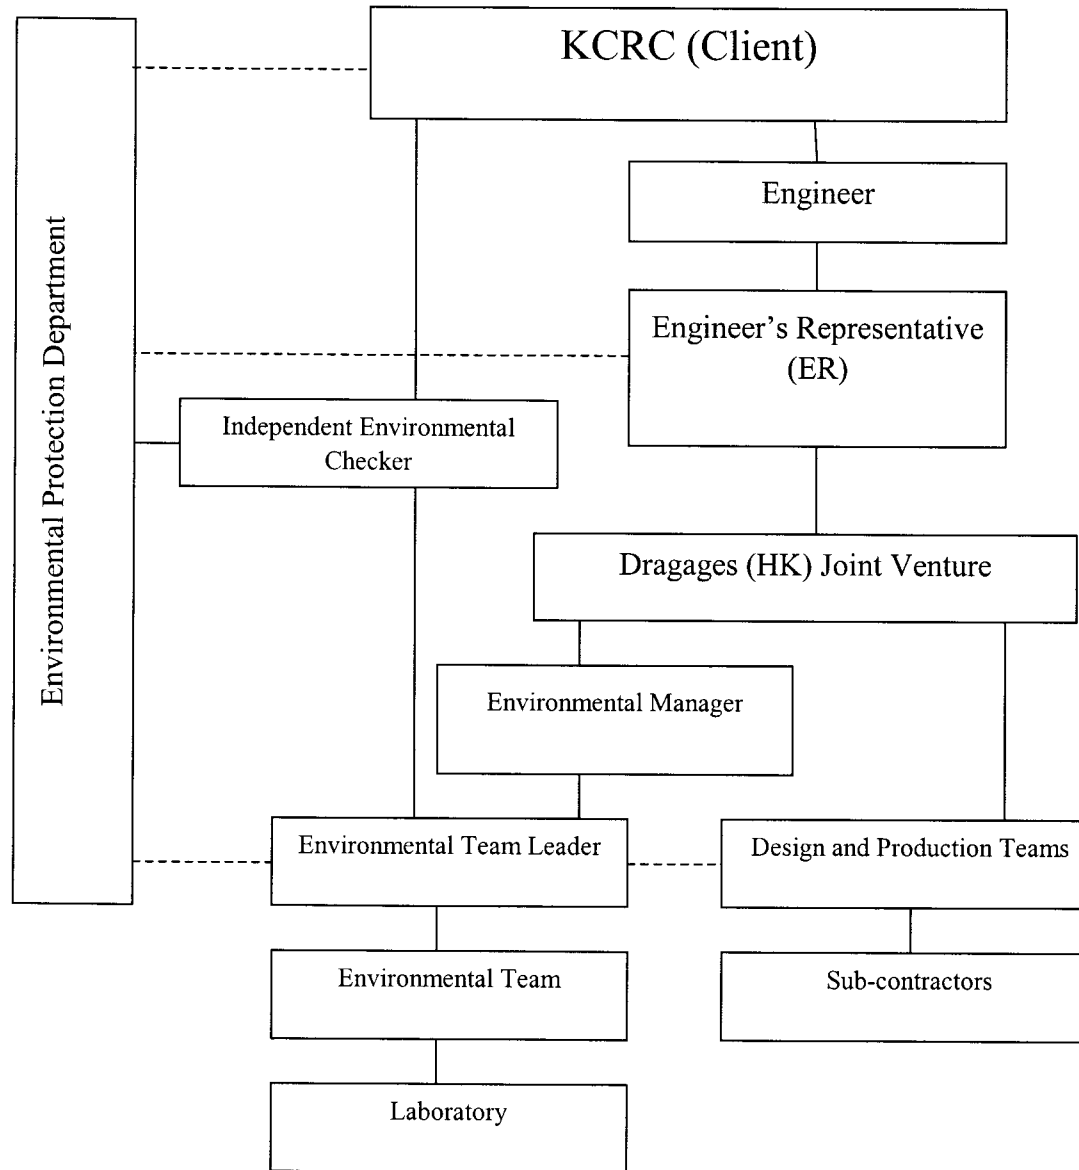 KCRC (Client)
Engineer
Environmental Protection Department
Engineer’s Representative
(ER)
Independent Environmental
Checker
Dragages (HK) Joint Venture
Environmental Manager
Environmental Team Leader
Design and Production Teams
Environmental Team
Sub-contractors
Laboratory